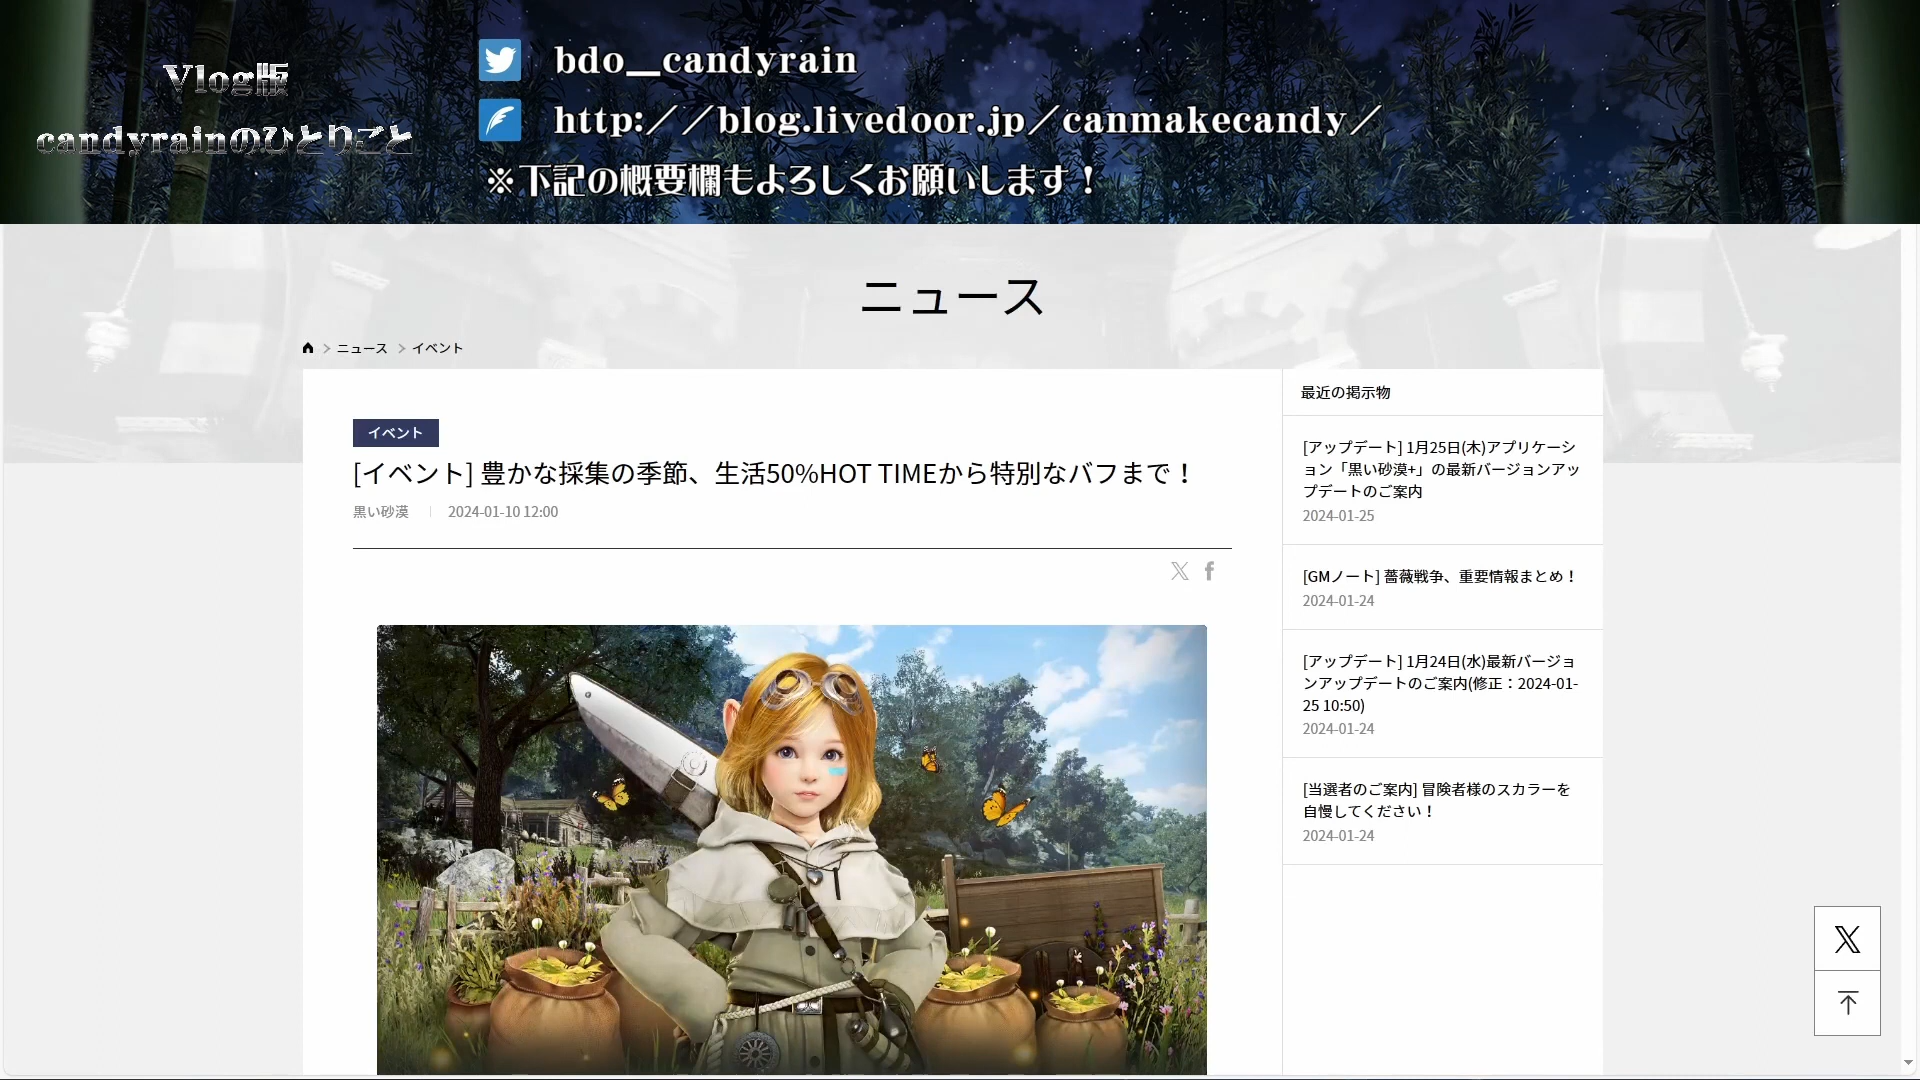 Vlog版
candyrainのひとりごと
bdo__candyrain
http://blog.livedoor.jp/canmakecandy/
※下記の概要欄もよろしくお願いします！
ニュース
ニュース
イベント
イベント
[イベント] 豊かな採集の季節、生活50%HOT TIMEから特別なバフまで！
黒い砂漠
2024-01-10 12:00
最近の掲示物
[アップデート] 1月25日(木)アプリケーシ
ョン「黒い砂漠+」の最新バージョンアッ
プデートのご案内
2024-01-25
[GMノート] 薔薇戦争、重要情報まとめ！
2024-01-24
[アップデート] 1月24日(水)最新バージョ
ンアップデートのご案内(修正：2024-01-
25 10:50)
2024-01-24
[当選者のご案内] 冒険者様のスカラーを
自慢してください！
2024-01-24